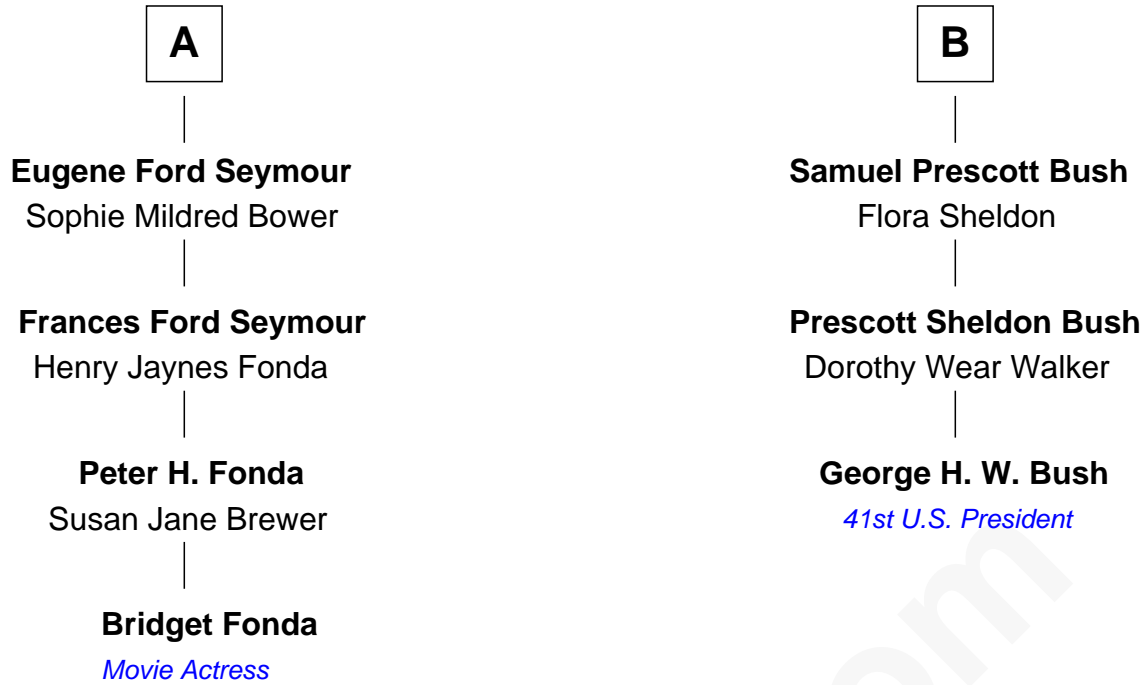 A
Eugene Ford Seymour
Sophie Mildred Bower
Frances Ford Seymour
Henry Jaynes Fonda
Peter H. Fonda
Susan Jane Brewer
Bridget Fonda
Movie Actress
B
Samuel Prescott Bush
Flora Sheldon
Prescott Sheldon Bush
Dorothy Wear Walker
George H. W. Bush
41st U.S. President
om